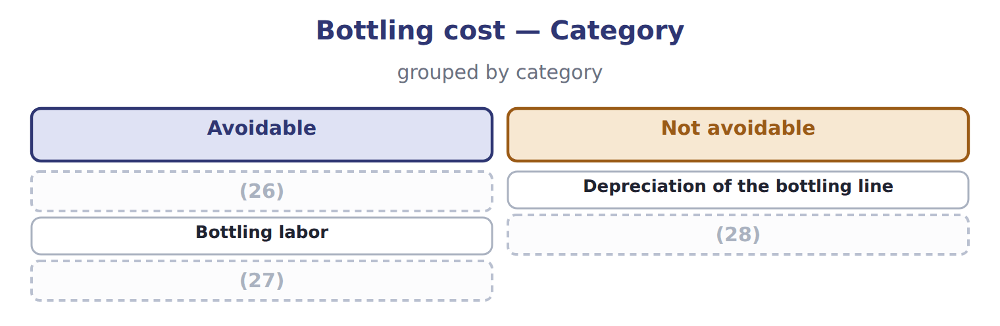 Bottling cost — Category
grouped by category
Avoidable
(26)
Bottling labor
(27)
Not avoidable
Depreciation of the bottling line
(28)